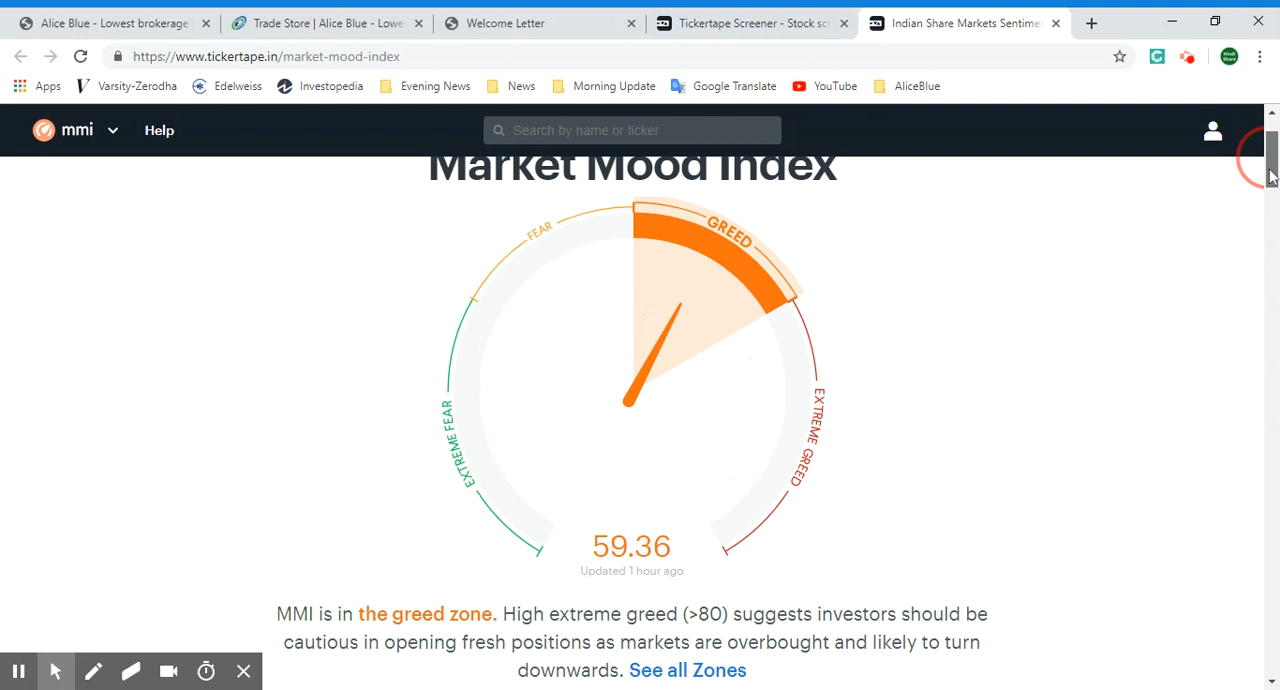 Alice Blue - Lowest brokerage
Trade Store | Alice Blue - Lowe
Welcome Letter
Tickertape Screener - Stock scr
Indian Share Markets Sentimen
https://www.tickertape.in/market-mood-index
Apps
Varsity-Zerodha
Edelweiss
Investopedia
Evening News
News
Morning Update
Google Translate
YouTube
AliceBlue
mmi
Help
Search by name or ticker
Market Mood Index
FEAR
GREED
EXTREME FEAR
EXTREME GREED
59.36
Updated 1 hour ago
MMI is in the greed zone. High extreme greed (>80) suggests investors should be
cautious in opening fresh positions as markets are overbought and likely to turn
downwards. See all Zones